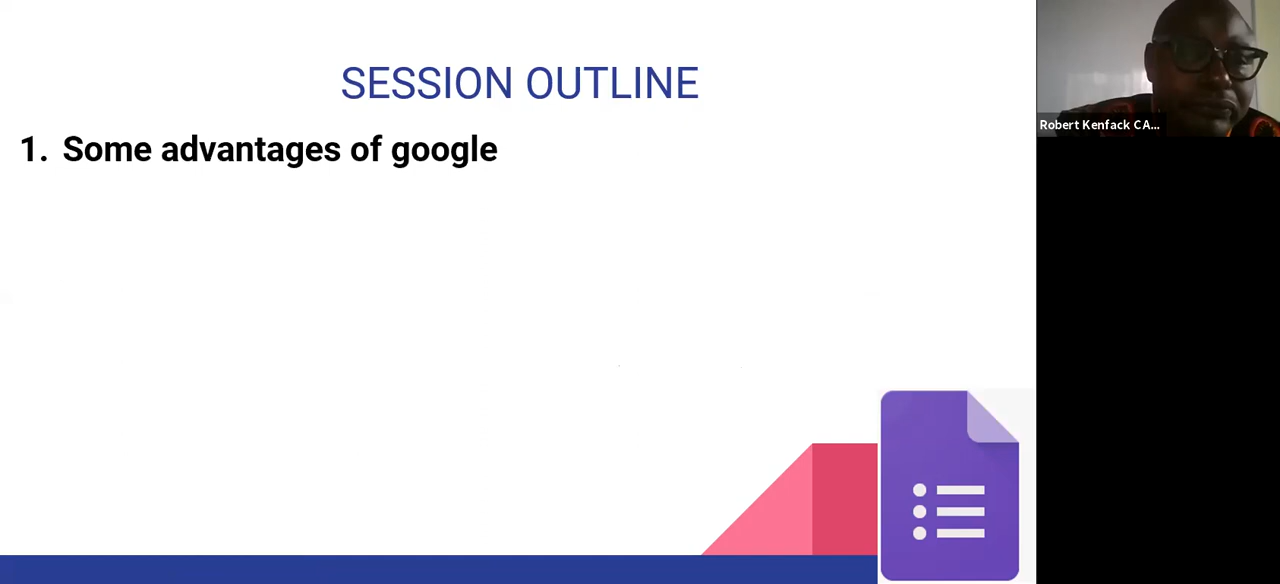 SESSION OUTLINE
1. Some advantages of google
Robert Kenfack CA...